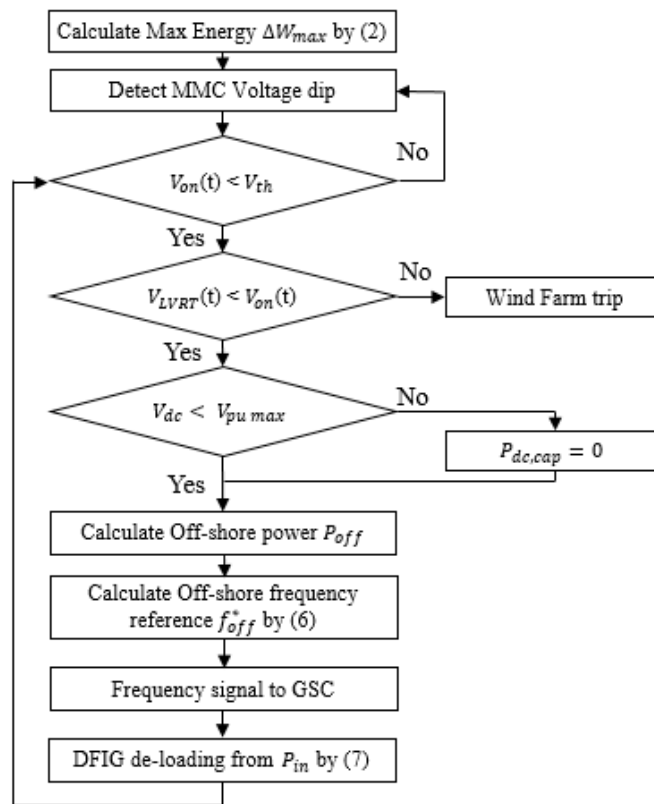 Calculate Max Energy ΔW_max by (2)
Detect MMC Voltage dip
No
V_on(t) < V_th
Yes
No
V_LVRT(t) < V_on(t)
Wind Farm trip
Yes
No
V_dc < V_pu max
P_dc,cap = 0
Yes
Calculate Off-shore power P_off
Calculate Off-shore frequency
reference f*_off by (6)
Frequency signal to GSC
DFIG de-loading from P_in by (7)